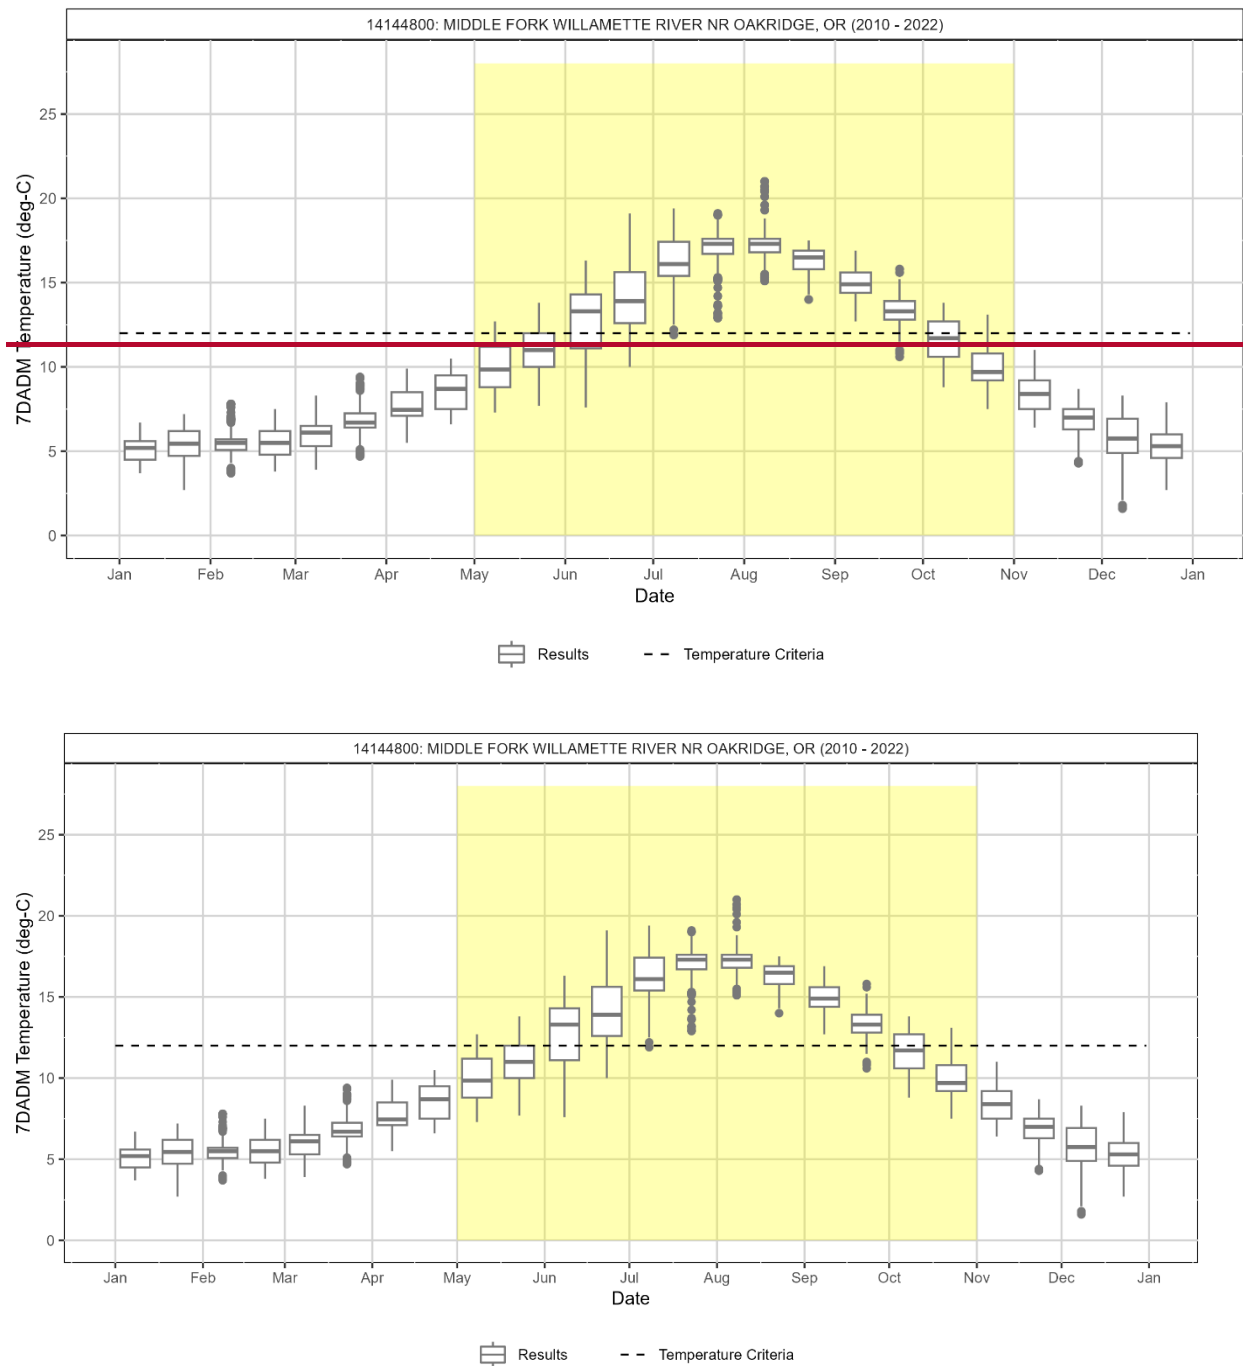 14144800: MIDDLE FORK WILLAMETTE RIVER NR OAKRIDGE, OR (2010 - 2022)
7DADM Temperature (deg-C)
25
20
15
10
5
0
Jan Feb Mar Apr May Jun Jul Aug Sep Oct Nov Dec Jan
Date
Results Temperature Criteria
14144800: MIDDLE FORK WILLAMETTE RIVER NR OAKRIDGE, OR (2010 - 2022)
7DADM Temperature (deg-C)
25
20
15
10
5
0
Jan Feb Mar Apr May Jun Jul Aug Sep Oct Nov Dec Jan
Date
Results Temperature Criteria